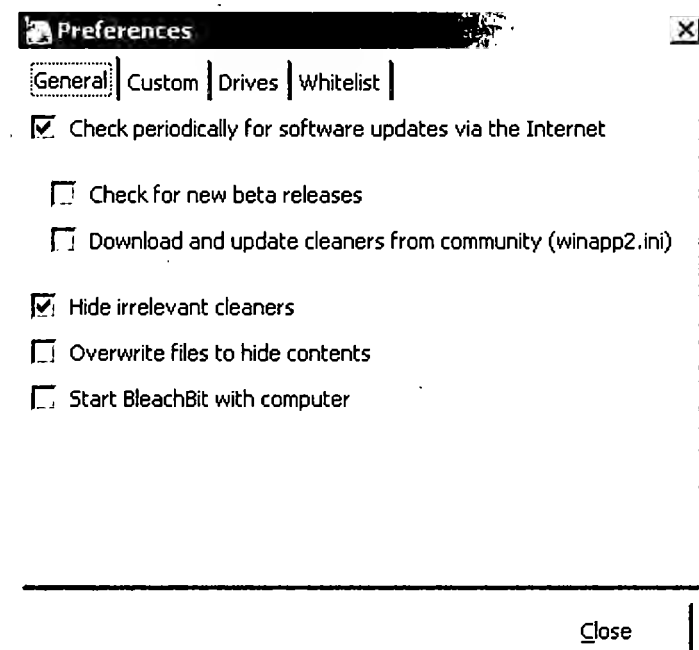 Preferences
General Custom Drives Whitelist
Check periodically for software updates via the Internet
Check for new beta releases
Download and update cleaners from community (winapp2.ini)
Hide irrelevant cleaners
Overwrite files to hide contents
Start BleachBit with computer
Close